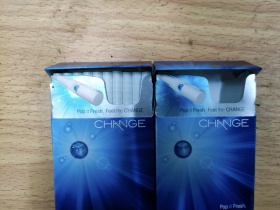 Pop n Fresh, Feel the CHANGE
CHANGE
Pop n Fresh, Feel the CHANGE
CHANGE
Pop n Fresh,